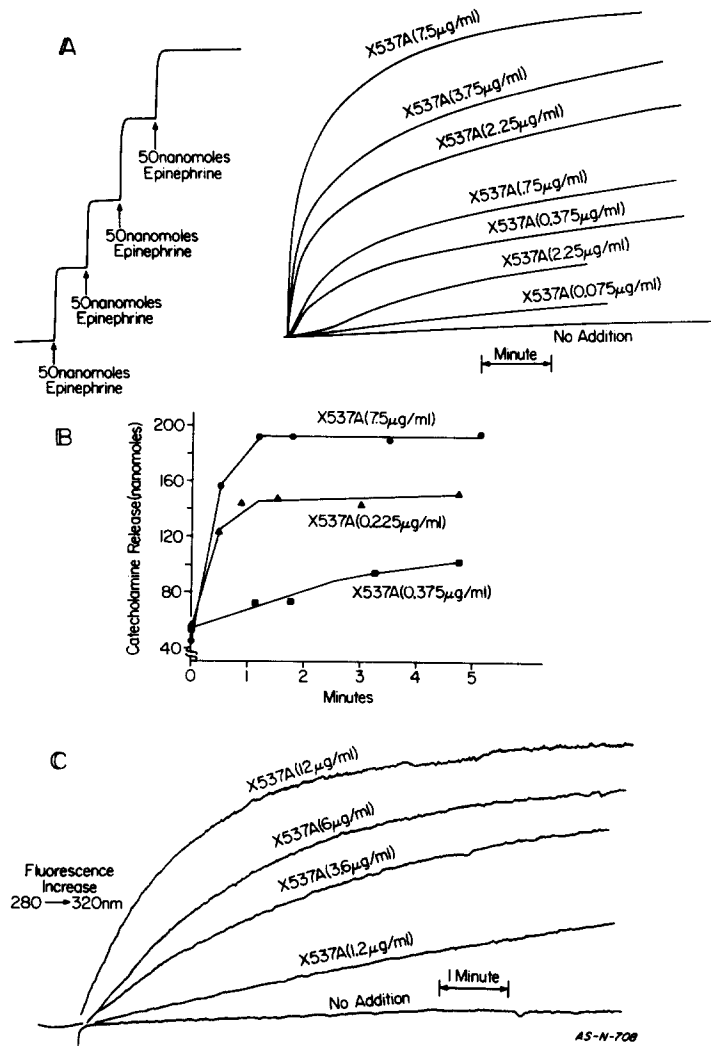 A
50nanomoles
Epinephrine
50nanomoles
Epinephrine
50nanomoles
Epinephrine
50nanomoles
Epinephrine
X537A(7.5μg/ml)
X537A(3.75μg/ml)
X537A(2.25μg/ml)
X537A(.75μg/ml)
X537A(0.375μg/ml)
X537A(2.25μg/ml)
X537A(0.075μg/ml)
No Addition
Minute
B
Catecholamine Release(nanomoles)
200
160
120
80
40
X537A(7.5μg/ml)
X537A(0.225μg/ml)
X537A(0.375μg/ml)
0
1
2
3
4
5
Minutes
C
Fluorescence
Increase
280→320nm
X537A(12μg/ml)
X537A(6μg/ml)
X537A(3.6μg/ml)
X537A(1.2μg/ml)
1 Minute
No Addition
AS-N-708